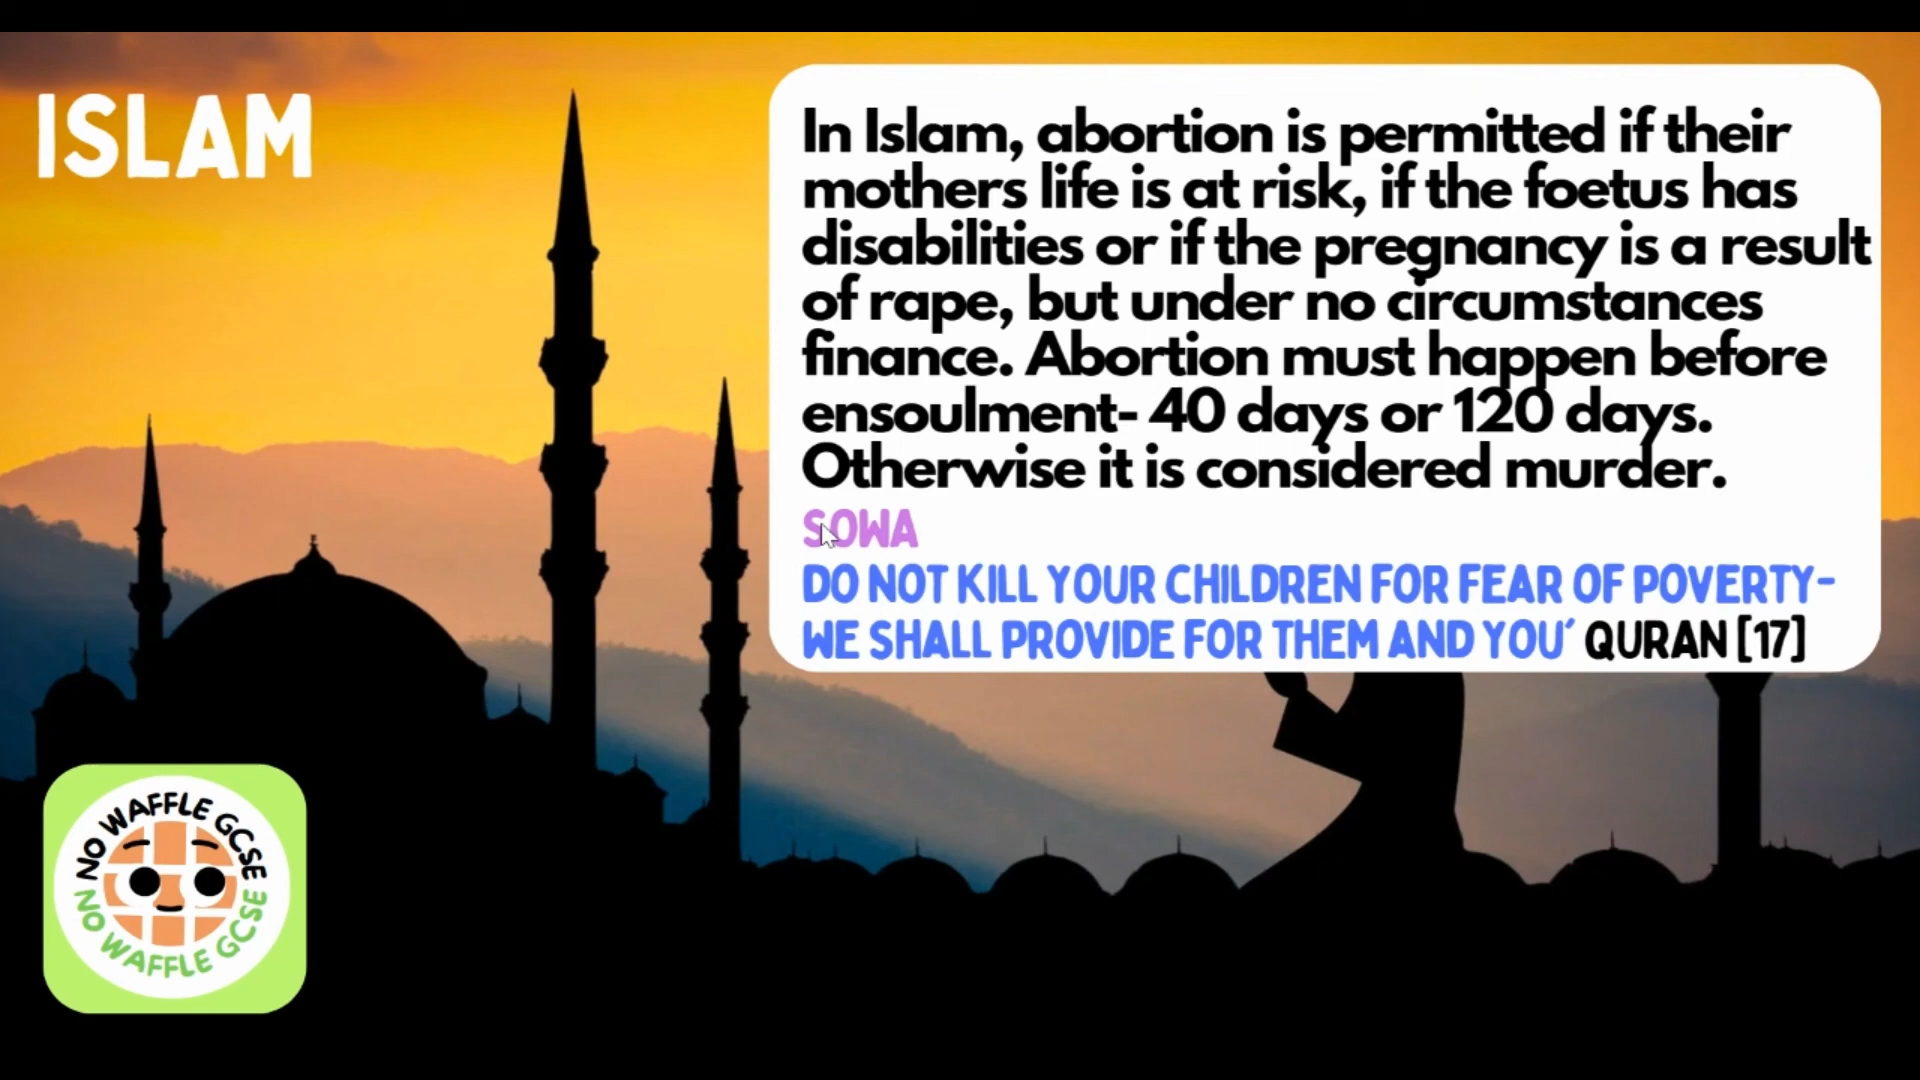 ISLAM
In Islam, abortion is permitted if their
mothers life is at risk, if the foetus has
disabilities or if the pregnancy is a result
of rape, but under no circumstances
finance. Abortion must happen before
ensoulment- 40 days or 120 days.
Otherwise it is considered murder.
SOWA
DO NOT KILL YOUR CHILDREN FOR FEAR OF POVERTY-
WE SHALL PROVIDE FOR THEM AND YOU' QURAN [17]
NO WAFFLE GCSE
NO WAFFLE GCSE